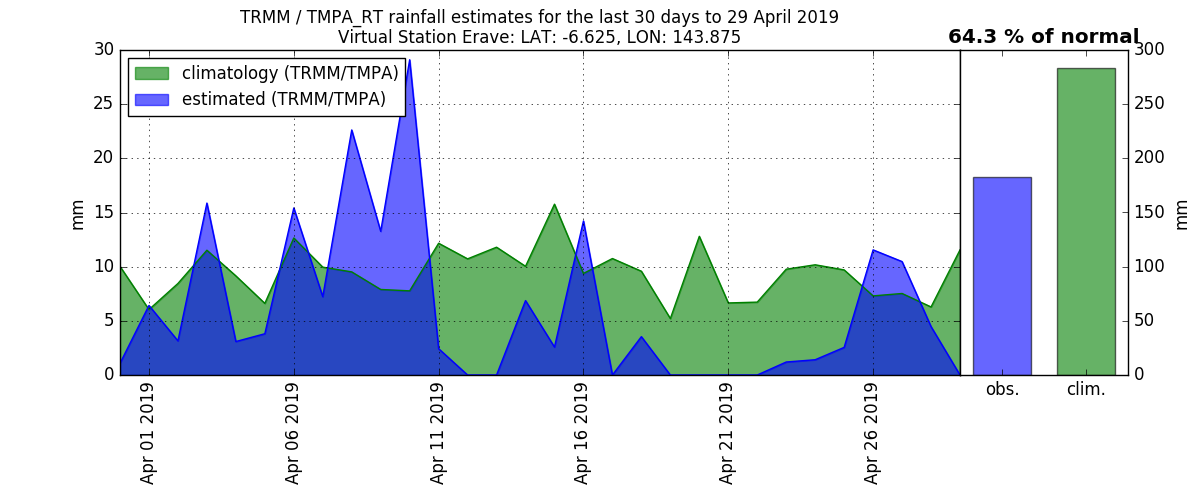 TRMM / TMPA_RT rainfall estimates for the last 30 days to 29 April 2019
Virtual Station Erave: LAT: -6.625, LON: 143.875
64.3 % of normal
climatology (TRMM/TMPA)
estimated (TRMM/TMPA)
30
25
20
15
10
5
0
mm
Apr 01 2019
Apr 06 2019
Apr 11 2019
Apr 16 2019
Apr 21 2019
Apr 26 2019
obs.
clim.
300
250
200
150
100
50
0
mm